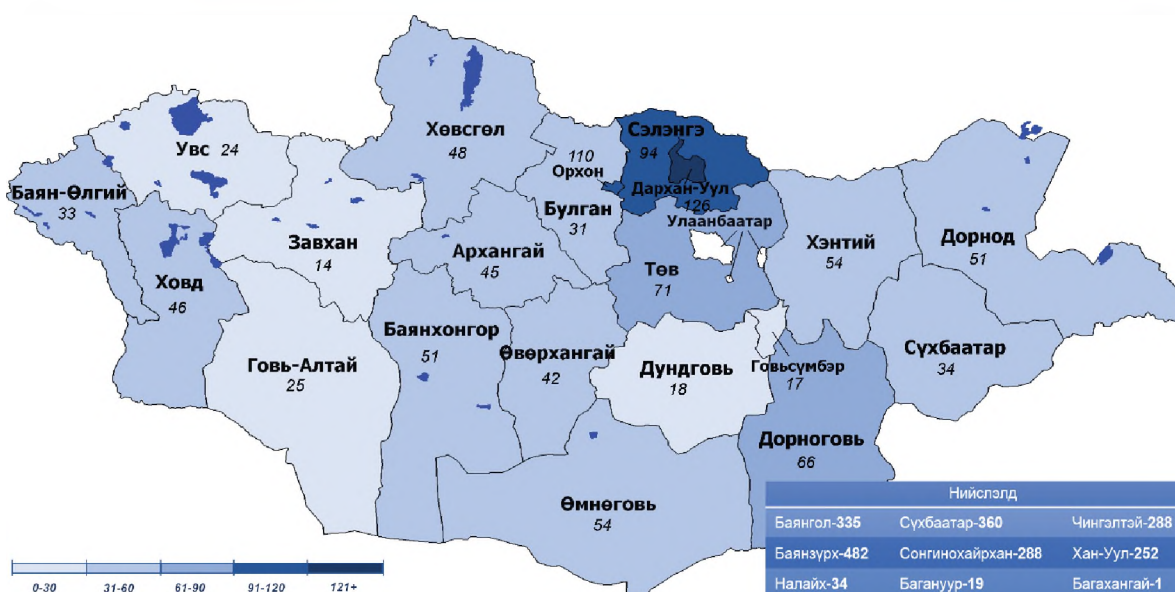 Хөвсгөл
48
Увс 24
Сэлэнгэ
94
110
Орхон
Баян-Өлгий
33
Дархан-Уул
126
Булган
31
Улаанбаатар
Завхан
14
Архангай
45
Хэнтий
54
Дорнод
51
Ховд
46
Төв
71
Баянхонгор
51
Өвөрхангай
42
Говь-Алтай
25
Дундговь
18
Говьсүмбэр
17
Сүхбаатар
34
Дорноговь
66
Өмнөговь
54
Нийслэлд
Баянгол-335 Сүхбаатар-360 Чингэлтэй-288
Баянзүрх-482 Сонгинохайрхан-288 Хан-Уул-252
Налайх-34 Багануур-19 Багахангай-1
0-30 31-60 61-90 91-120 121+